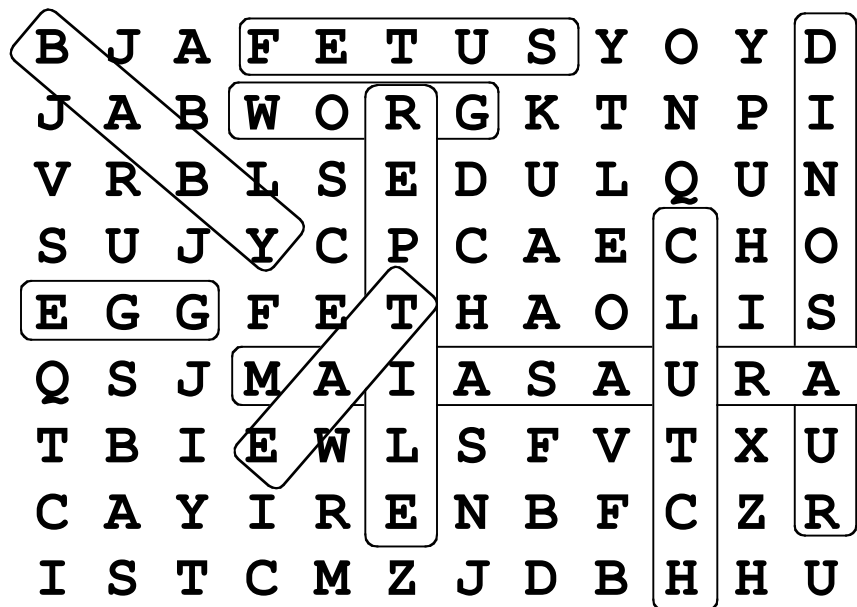 B J A F E T U S Y O Y D
J A B W O R G K T N P I
V R B L S E D U L Q U N
S U J Y C P C A E C H O
E G G F E T H A O L I S
Q S J M A I A S A U R A
T B I E W L S F V T X U
C A Y I R E N B F C Z R
I S T C M Z J D B H H U